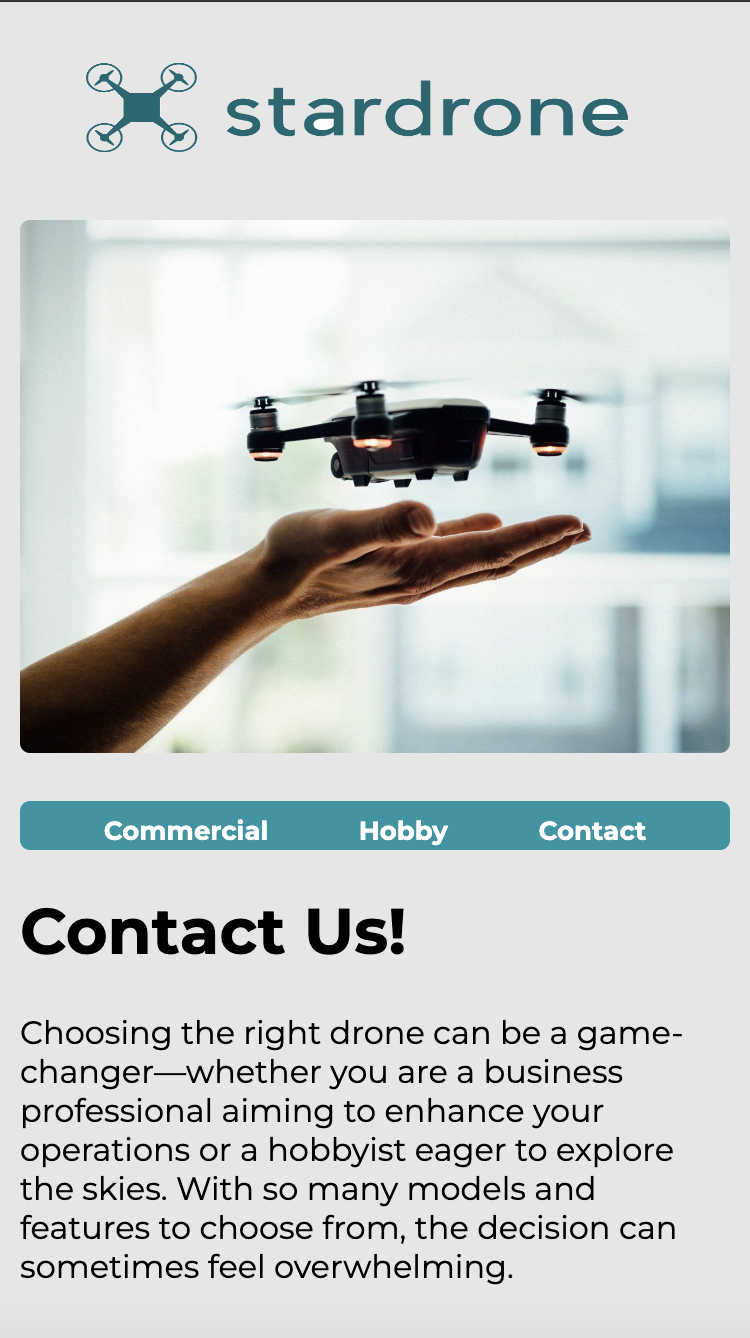 stardrone
Commercial Hobby Contact
Contact Us!
Choosing the right drone can be a game-
changer—whether you are a business
professional aiming to enhance your
operations or a hobbyist eager to explore
the skies. With so many models and
features to choose from, the decision can
sometimes feel overwhelming.